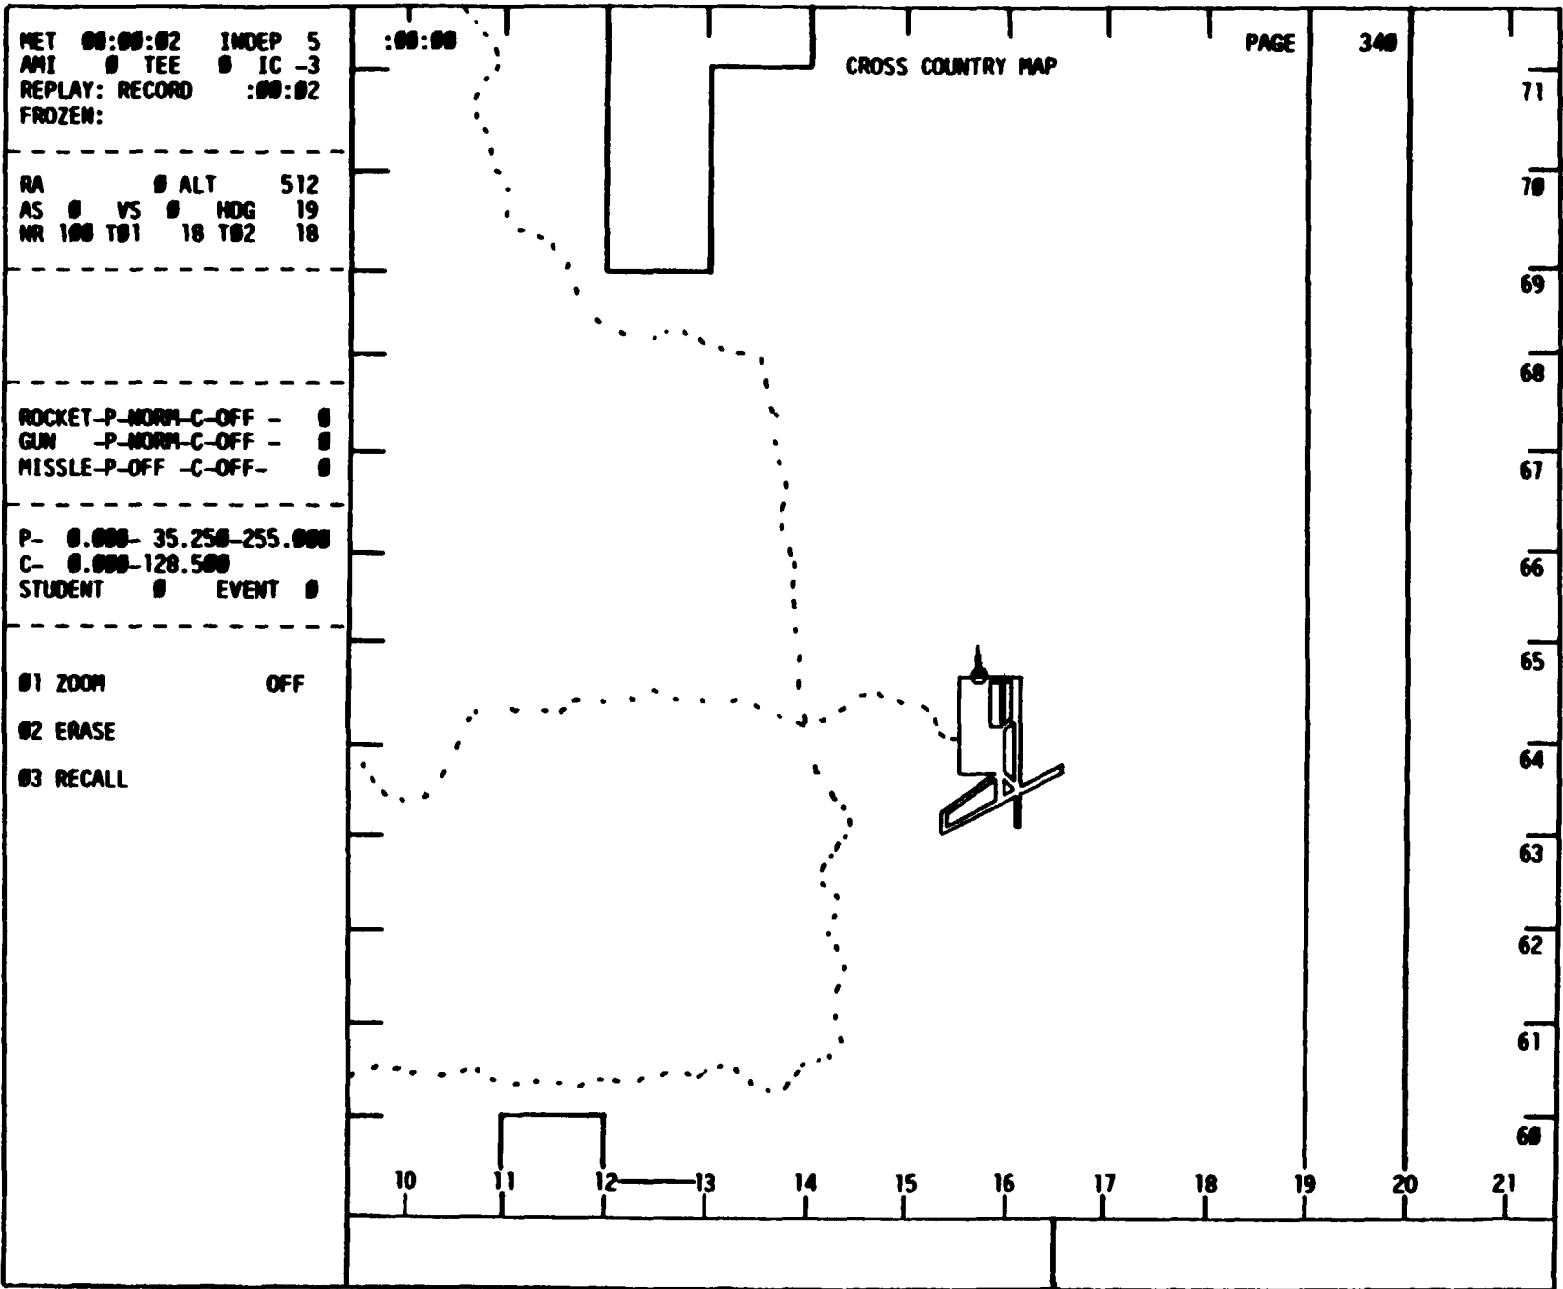 MET 00:00:02 INDEP 5
AMI 0 TEE 0 IC -3
REPLAY: RECORD :00:02
FROZEN:
RA 0 ALT 512
AS 0 VS 0 HDG 19
NR 100 TQ1 18 TQ2 18
ROCKET-P-NORM-C-OFF - 0
GUN -P-NORM-C-OFF - 0
MISSLE-P-OFF -C-OFF- 0
P- 0.000- 35.250-255.000
C- 0.000-128.500
STUDENT 0 EVENT 0
01 ZOOM OFF
02 ERASE
03 RECALL
:00:00
PAGE 340
CROSS COUNTRY MAP
71
70
69
68
67
66
65
64
63
62
61
60
10 11 12 13 14 15 16 17 18 19 20 21